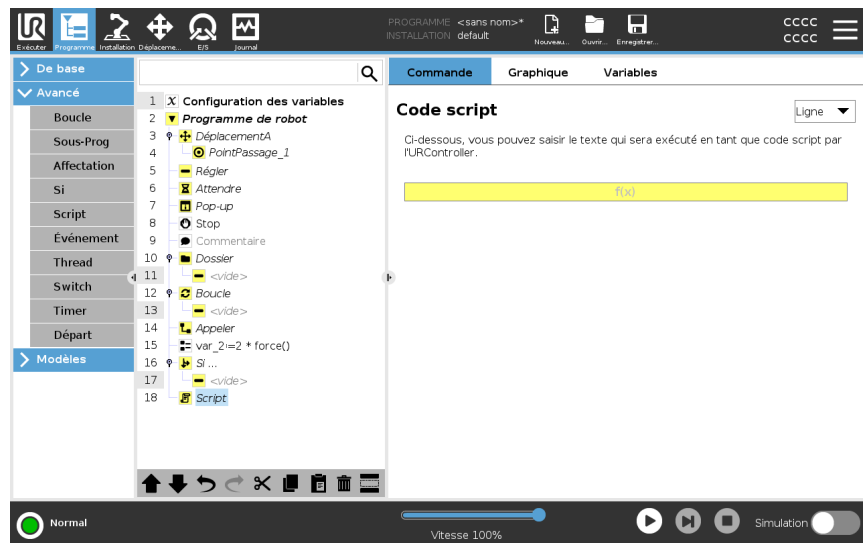 UR
PROGRAMME <sans nom>*
INSTALLATION default
CCCC
CCCC
Exécuter Programme Installation Déplaceme... E/S Journal
Nouveau... Ouvrir... Enregistrer...
De base
Avancé
Boucle
Sous-Prog
Affectation
Si
Script
Événement
Thread
Switch
Timer
Départ
Modèles
1 X Configuration des variables
2 Programme de robot
3 DéplacementA
4 PointPassage_1
5 Régler
6 Attendre
7 Pop-up
8 Stop
9 Commentaire
10 Dossier
11 <vide>
12 Boucle
13 <vide>
14 Appeler
15 var_2:=2 * force()
16 Si ...
17 <vide>
18 Script
Commande Graphique Variables
Code script
Ligne
Ci-dessous, vous pouvez saisir le texte qui sera exécuté en tant que code script par
l'URController.
f(x)
Normal
Vitesse 100%
Simulation